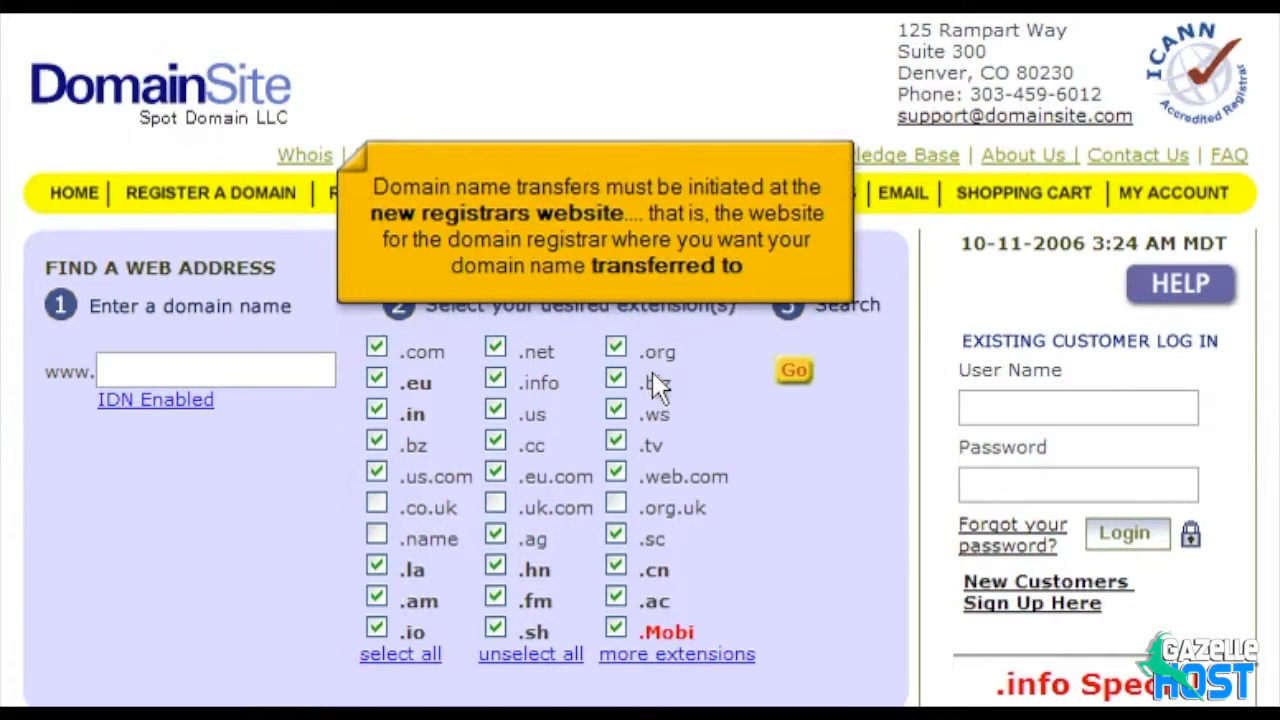 125 Rampart Way
Suite 300
Denver, CO 80230
Phone: 303-459-6012
support@domainsite.com
ICANN
Accredited Registrar
DomainSite
Spot Domain LLC
Whois |
ledge Base | About Us | Contact Us | FAQ
HOME | REGISTER A DOMAIN |
EMAIL | SHOPPING CART | MY ACCOUNT
Domain name transfers must be initiated at the
new registrars website.... that is, the website
for the domain registrar where you want your
domain name transferred to
FIND A WEB ADDRESS
1 Enter a domain name
2 Select your desired extension(s)
3 Search
www.
IDN Enabled
.com .net .org
.eu .info
.in .us .ws
.bz .cc .tv
.us.com .eu.com .web.com
.co.uk .uk.com .org.uk
.name .ag .sc
.la .hn .cn
.am .fm .ac
.io .sh .Mobi
select all unselect all more extensions
Go
10-11-2006 3:24 AM MDT
HELP
EXISTING CUSTOMER LOG IN
User Name
Password
Forgot your
password?
Login
New Customers
Sign Up Here
.info
GAZELLE
HOST